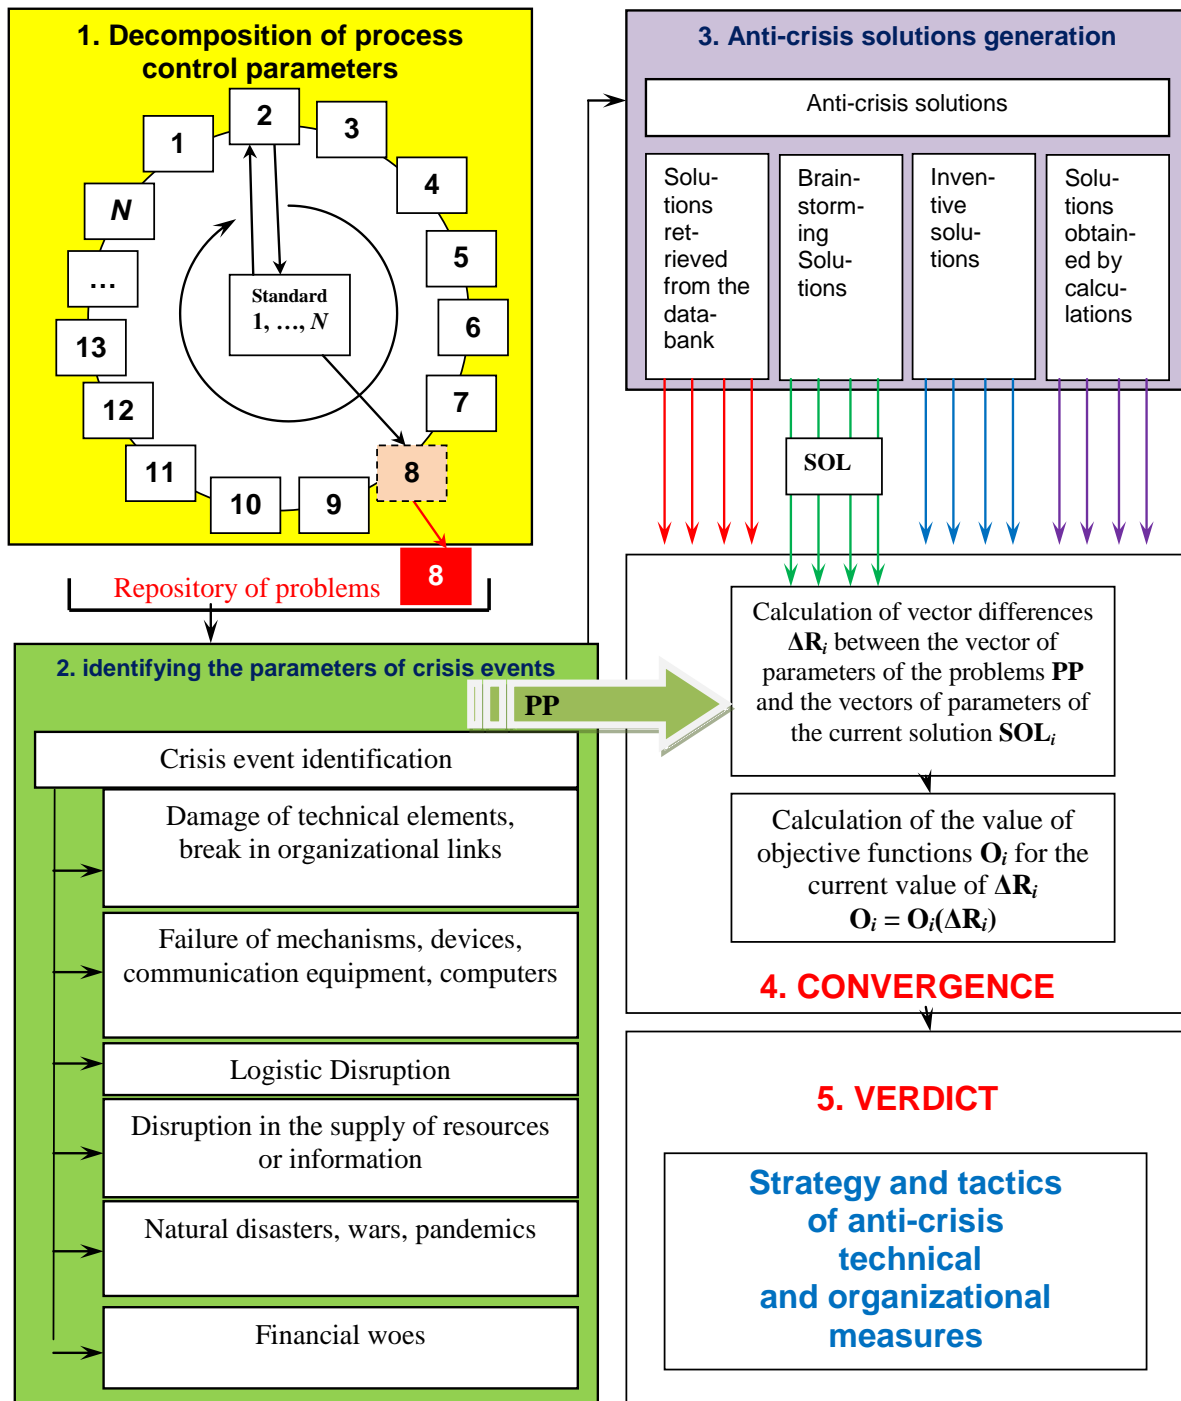 1. Decomposition of process
control parameters
1
2
3
4
5
6
7
8
9
10
11
12
13
...
N
Standard
1, …, N
8
Repository of problems
2. identifying the parameters of crisis events
PP
Crisis event identification
Damage of technical elements,
break in organizational links
Failure of mechanisms, devices,
communication equipment, computers
Logistic Disruption
Disruption in the supply of resources
or information
Natural disasters, wars, pandemics
Financial woes
3. Anti-crisis solutions generation
Anti-crisis solutions
Solu-
tions
ret-
rieved
from the
data-
bank
Brain-
storm-
ing
Solu-
tions
Inven-
tive
solu-
tions
Solu-
tions
obtain-
ed by
calcu-
lations
SOL
Calculation of vector differences
ΔRi between the vector of
parameters of the problems PP
and the vectors of parameters of
the current solution SOLi
Calculation of the value of
objective functions Oi for the
current value of ΔRi
Oi = Oi(ΔRi)
4. CONVERGENCE
5. VERDICT
Strategy and tactics
of anti-crisis
technical
and organizational
measures